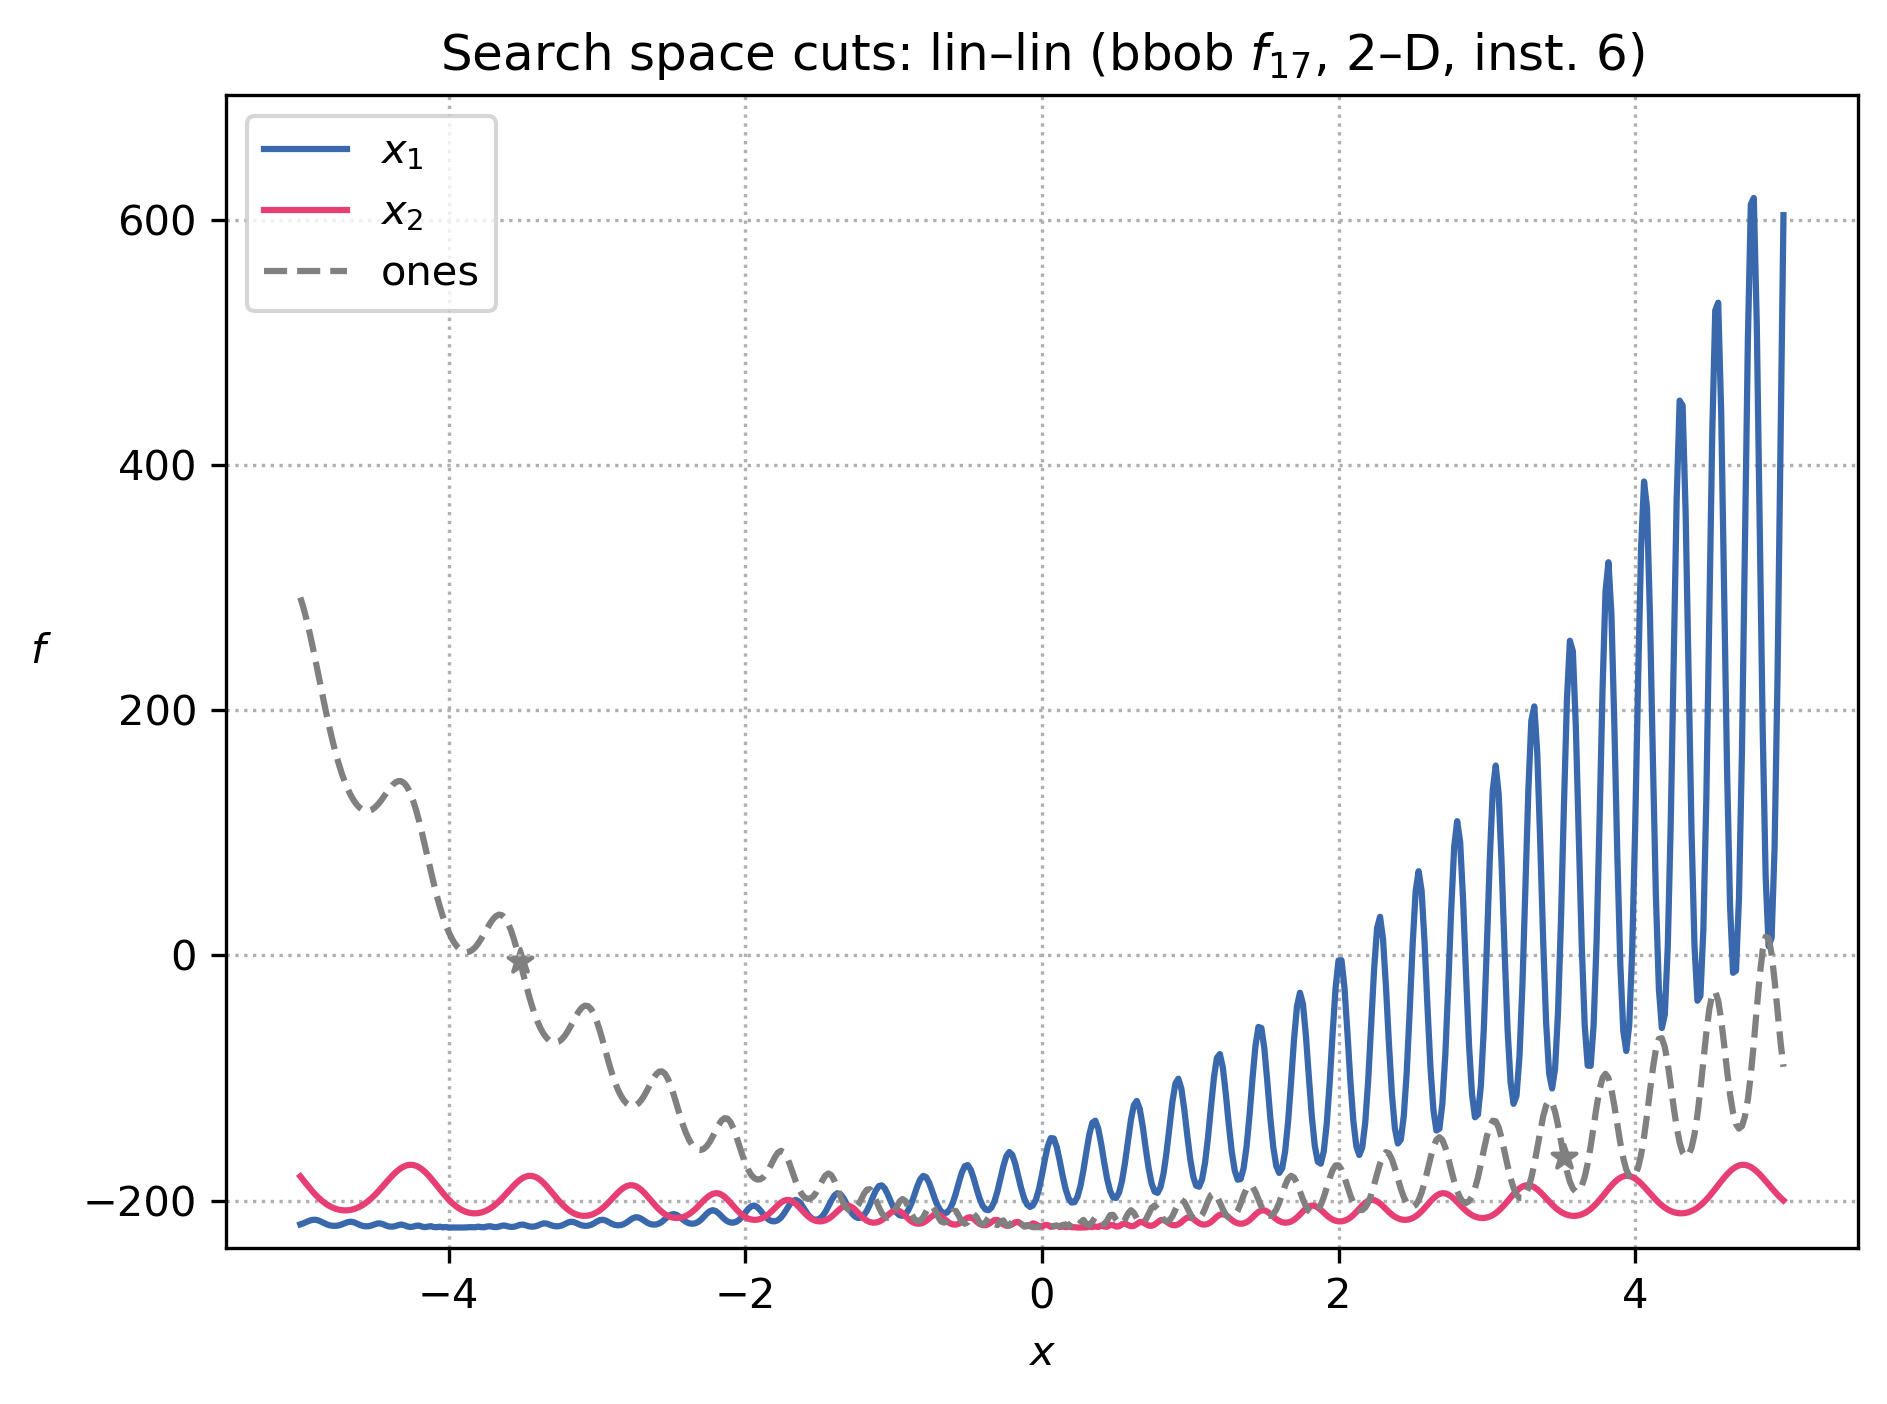 Search space cuts: lin–lin (bbob f₁₇, 2–D, inst. 6)
x₁
x₂
ones
600
400
200
0
−200
f
−4
−2
0
2
4
x